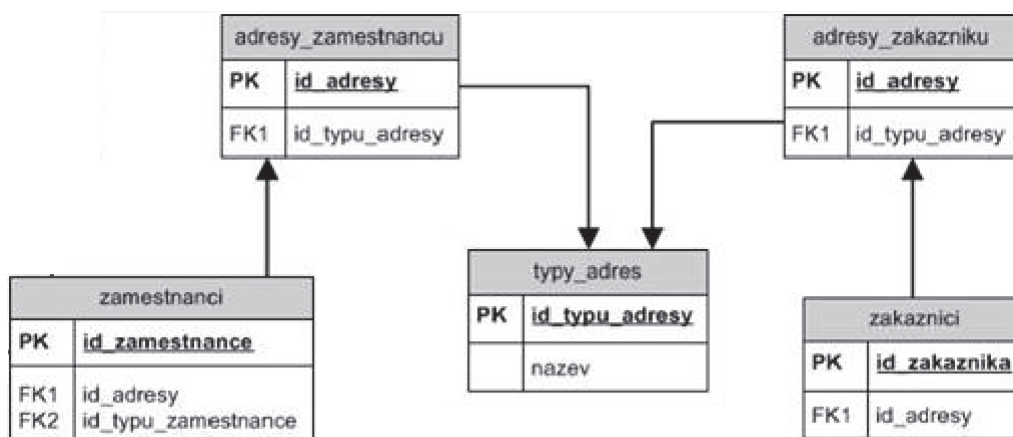 adresy_zamestnancu
PK id_adresy
FK1 id_typu_adresy
adresy_zakazniku
PK id_adresy
FK1 id_typu_adresy
typy_adres
PK id_typu_adresy
nazev
zamestnanci
PK id_zamestnance
FK1 id_adresy
FK2 id_typu_zamestnance
zakaznici
PK id_zakaznika
FK1 id_adresy